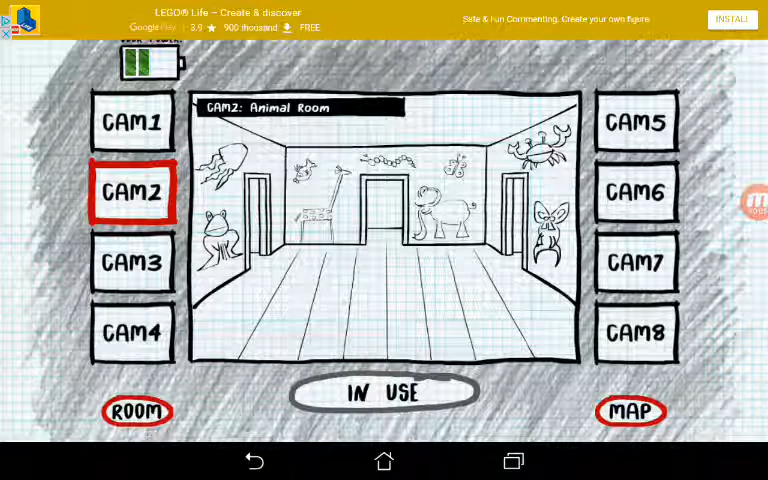 LEGO® Life – Create & discover
Google Play | 3.9 ★ 900 thousand FREE
Safe & Fun Commenting. Create your own figure
INSTALL
CAM1
CAM2: Animal Room
CAM5
CAM2
CAM6
CAM3
CAM7
CAM4
CAM8
IN USE
ROOM
MAP